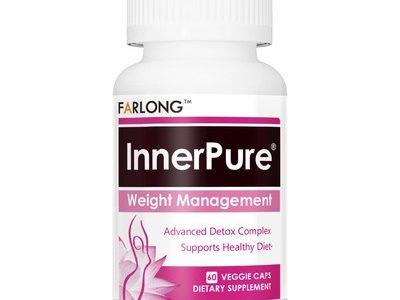 FARLONG™
InnerPure®
Weight Management
Advanced Detox Complex
Supports Healthy Diet*
60 VEGGIE CAPS
DIETARY SUPPLEMENT